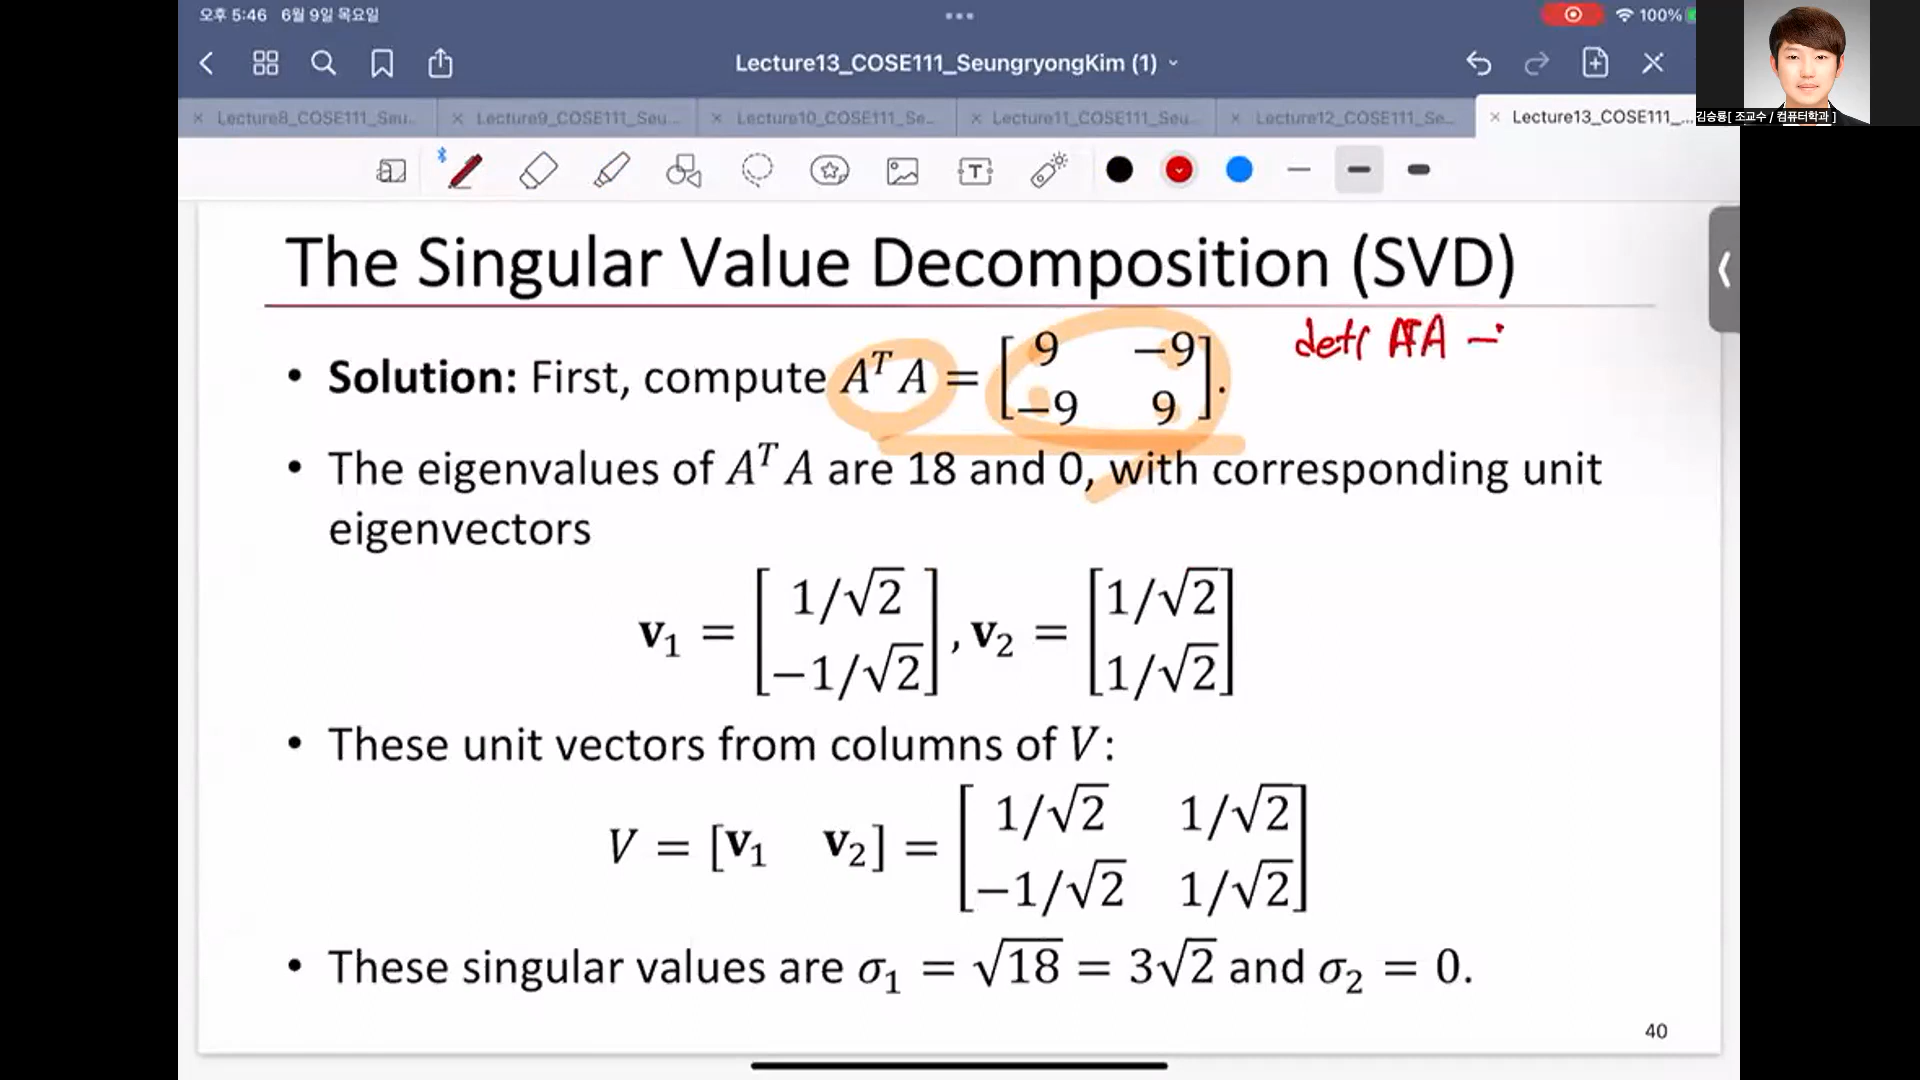 오후 5:46 6월 9일 목요일
100%
Lecture13_COSE111_SeungryongKim (1)
Lecture8_COSE111_Seu...
Lecture9_COSE111_Seu...
Lecture10_COSE111_Se...
Lecture11_COSE111_Seu...
Lecture12_COSE111_Se...
Lecture13_COSE111_...
김승룡[ 조교수 / 컴퓨터학과 ]
The Singular Value Decomposition (SVD)
det( AᵀA −
• Solution: First, compute AᵀA = [9 −9; −9 9].
• The eigenvalues of AᵀA are 18 and 0, with corresponding unit
eigenvectors
v₁ = [1/√2; −1/√2], v₂ = [1/√2; 1/√2]
• These unit vectors from columns of V:
V = [v₁ v₂] = [1/√2 1/√2; −1/√2 1/√2]
• These singular values are σ₁ = √18 = 3√2 and σ₂ = 0.
40